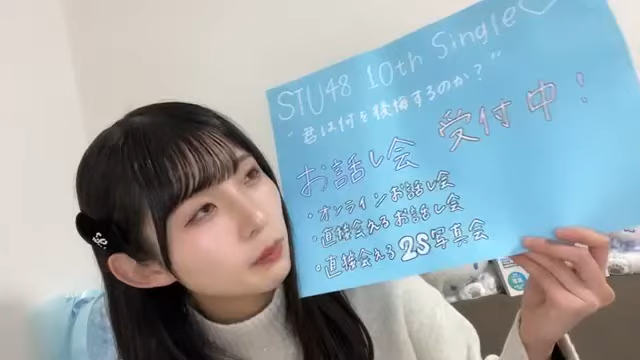 STU48 10th Single♡
"君は何を後悔するのか?"
お話し会 受付中!
・オンラインお話し会
・直接会えるお話し会
・直接会える2S写真会